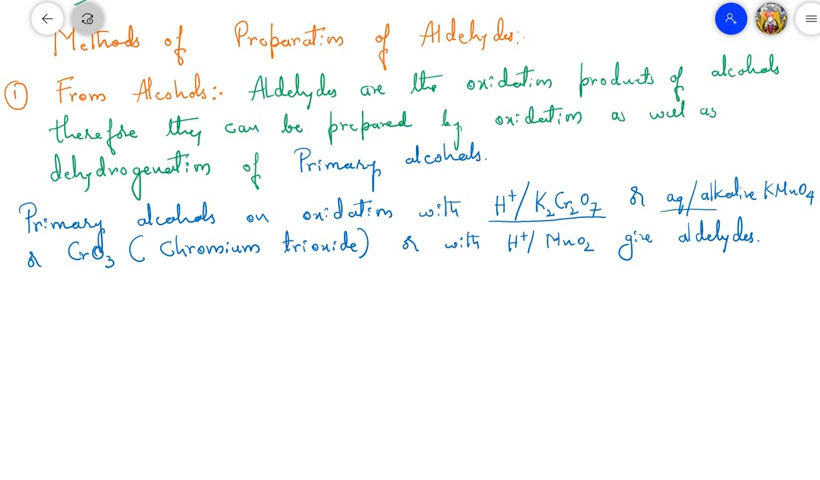 Methods of Preparation of Aldehydes:-
① From Alcohols:- Aldehydes are the oxidation products of alcohols
therefore they can be prepared by oxidation as well as
dehydrogenation of Primary alcohols.
Primary alcohols on oxidation with H⁺/K₂Cr₂O₇ or aq/alkaline KMnO₄
or CrO₃ (Chromium trioxide) or with H⁺/MnO₂ give aldehydes.